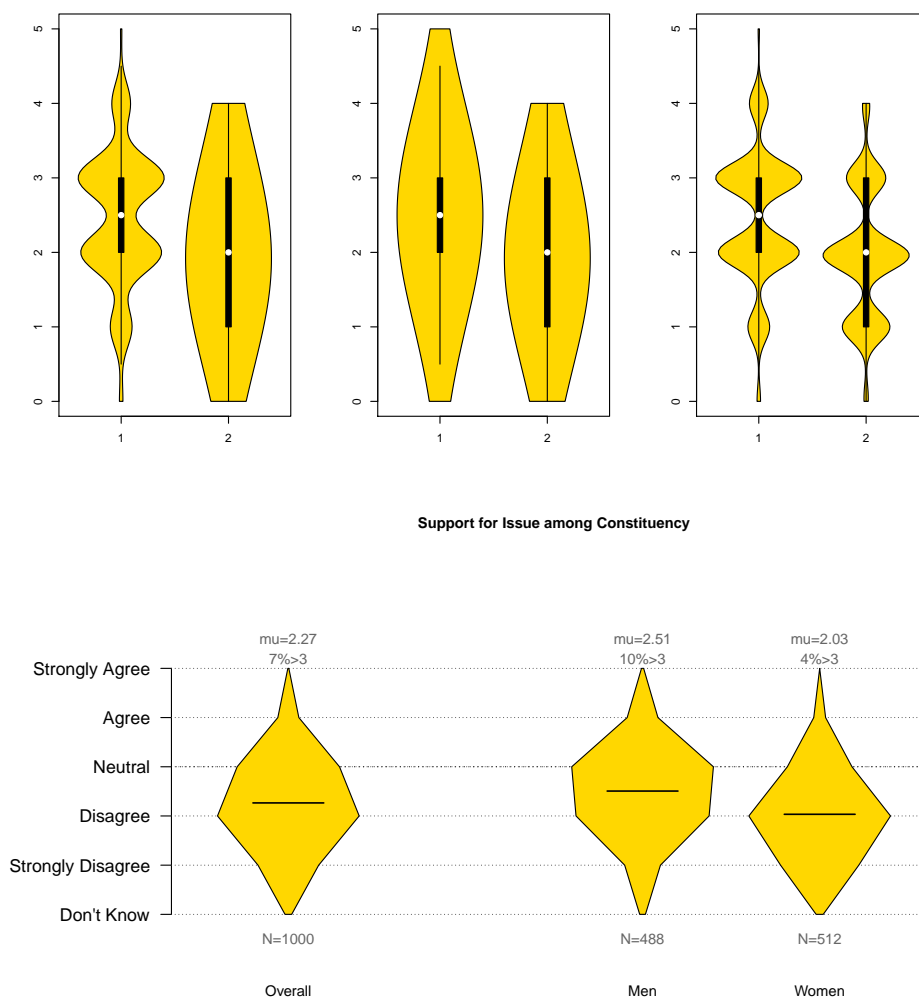 5
4
3
2
1
0
1 2
5
4
3
2
1
0
1 2
5
4
3
2
1
0
1 2
Support for Issue among Constituency
mu=2.27 mu=2.51 mu=2.03
7%>3 10%>3 4%>3
Strongly Agree
Agree
Neutral
Disagree
Strongly Disagree
Don't Know
N=1000 N=488 N=512
Overall Men Women